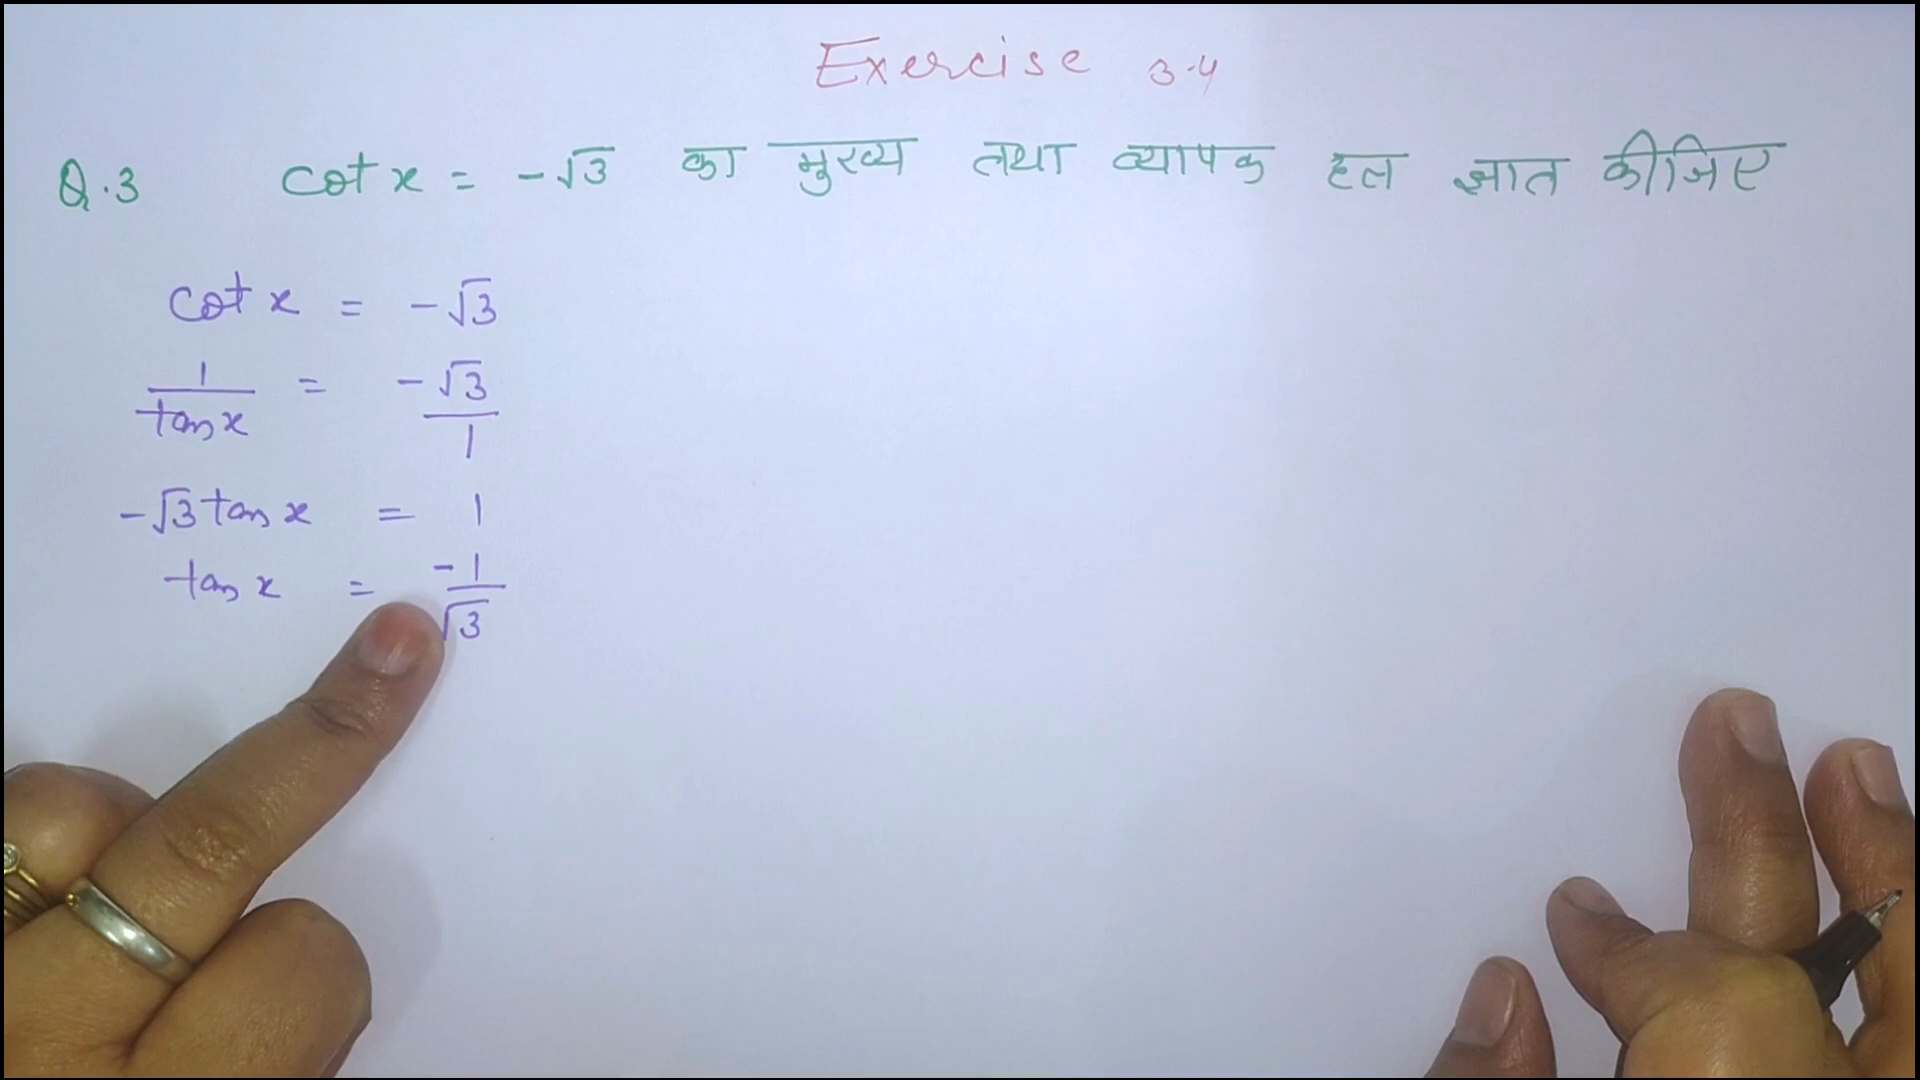 Exercise 3.4
Q.3 cot x = -√3 का मुख्य तथा व्यापक हल ज्ञात कीजिए
cot x = -√3
1/tan x = -√3/1
-√3 tan x = 1
tan x = -1/√3